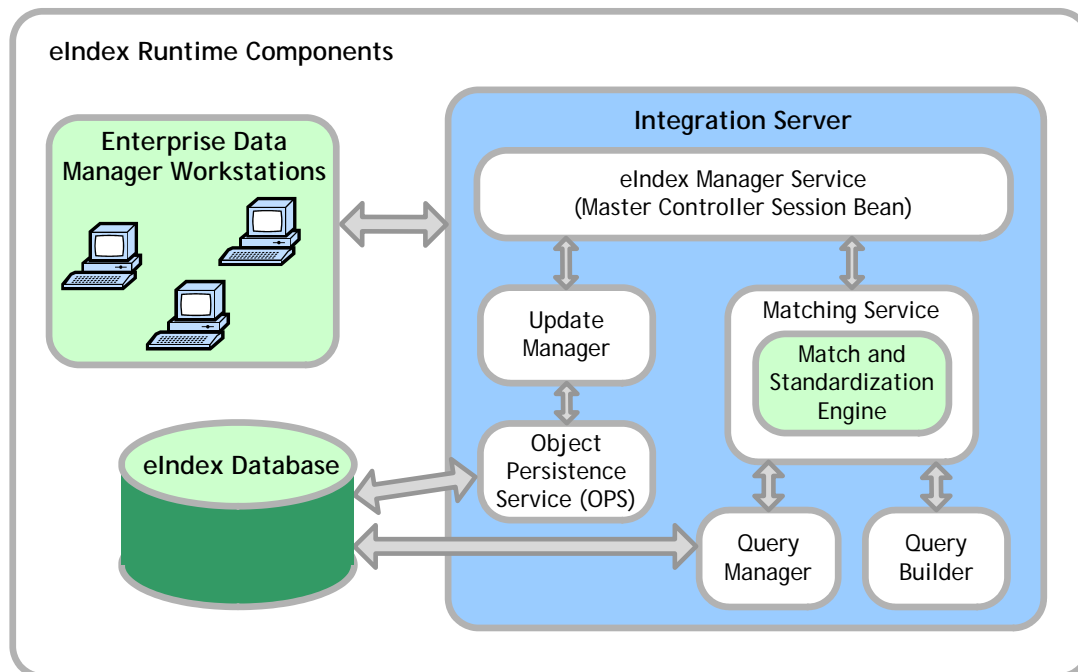 eIndex Runtime Components
Enterprise Data
Manager Workstations
Integration Server
eIndex Manager Service
(Master Controller Session Bean)
Update
Manager
Matching Service
Match and
Standardization
Engine
eIndex Database
Object
Persistence
Service (OPS)
Query
Manager
Query
Builder